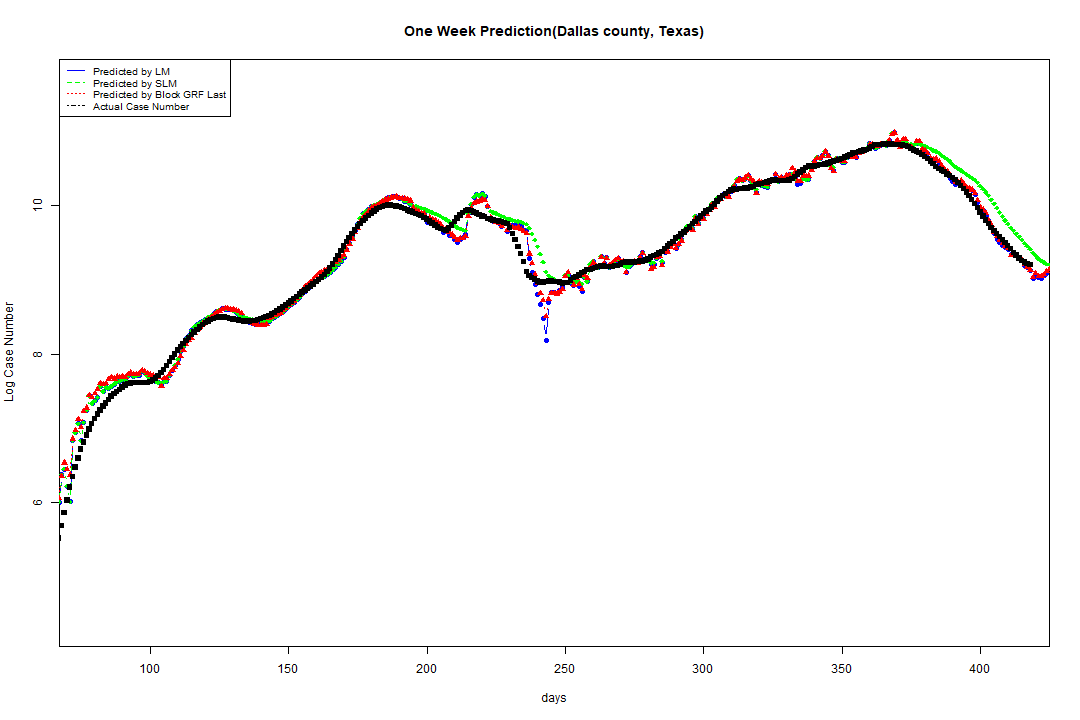 One Week Prediction(Dallas county, Texas)
Predicted by LM
Predicted by SLM
Predicted by Block GRF Last
Actual Case Number
10
8
6
Log Case Number
100 150 200 250 300 350 400
days